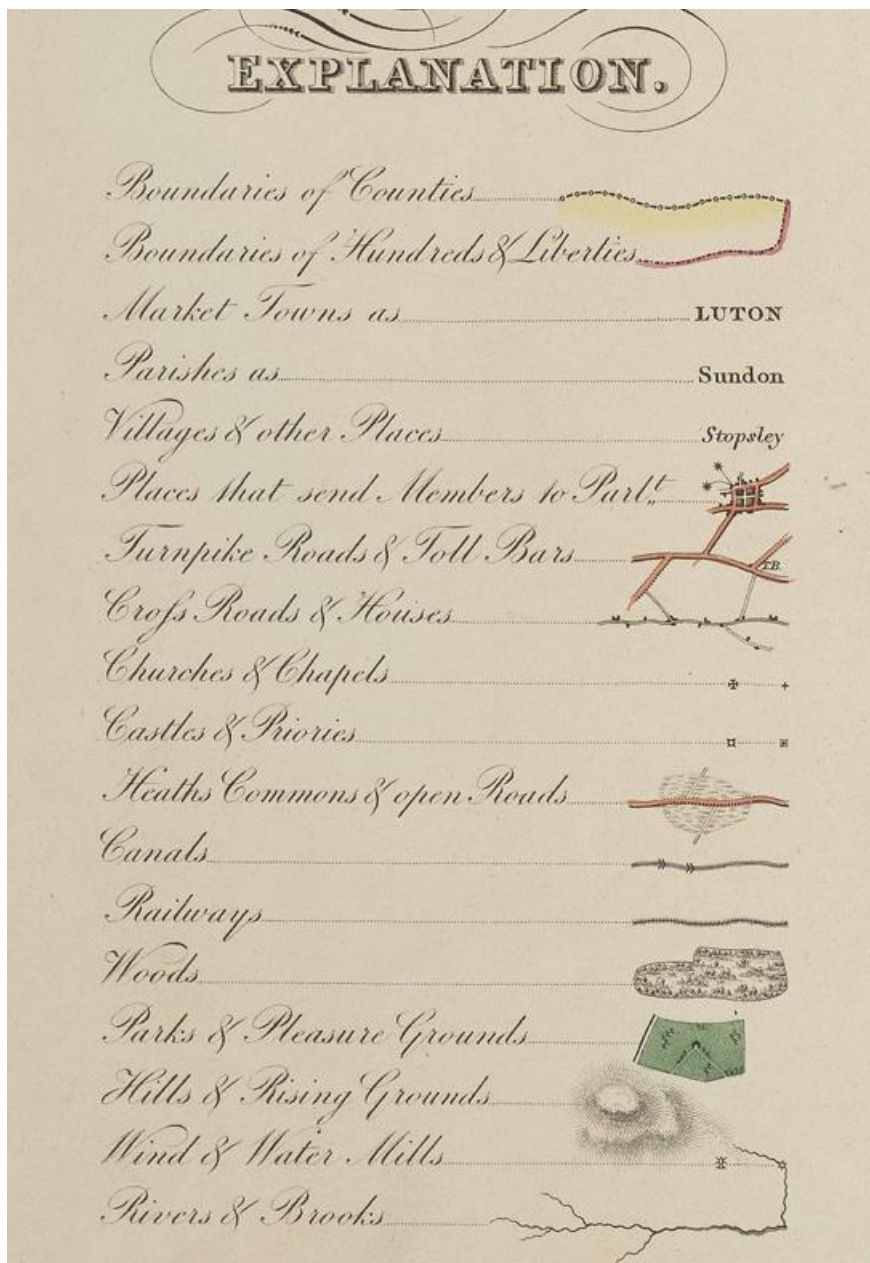 EXPLANATION.
Boundaries of Counties
Boundaries of Hundreds & Liberties
Market Towns as LUTON
Parishes as Sundon
Villages & other Places Stopsley
Places that send Members to Parl,,t
Turnpike Roads & Toll Bars T.B.
Croſs Roads & Houses
Churches & Chapels
Castles & Priories
Heaths Commons & open Roads
Canals
Railways
Woods
Parks & Pleasure Grounds
Hills & Rising Grounds
Wind & Water Mills
Rivers & Brooks